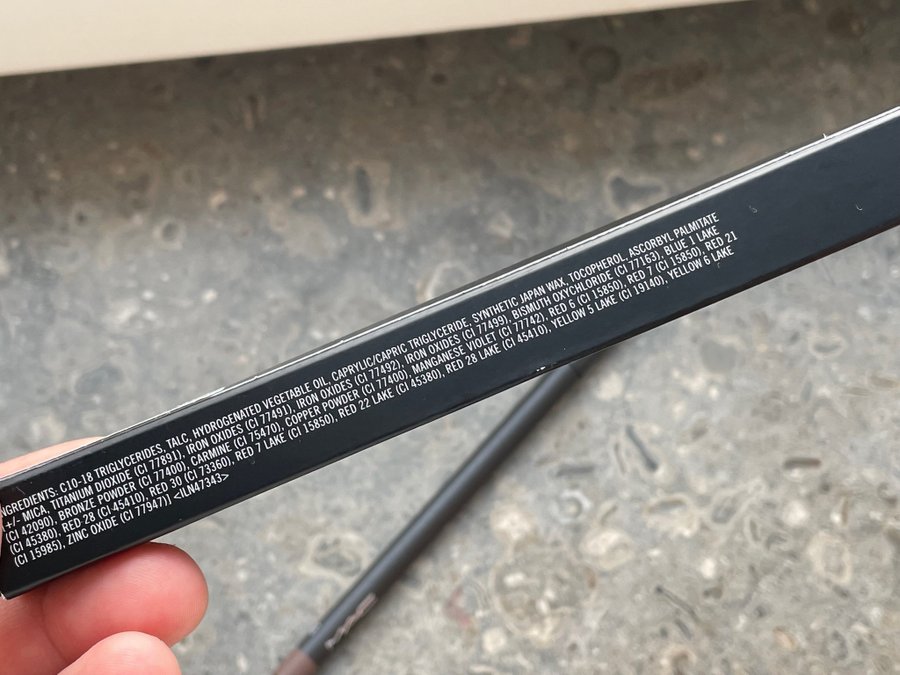 INGREDIENTS: C10-18 TRIGLYCERIDES, TALC, HYDROGENATED VEGETABLE OIL, CAPRYLIC/CAPRIC TRIGLYCERIDE, SYNTHETIC JAPAN WAX, TOCOPHEROL, ASCORBYL PALMITATE
+/- MICA, TITANIUM DIOXIDE (CI 77891), IRON OXIDES (CI 77491), IRON OXIDES (CI 77492), IRON OXIDES (CI 77499), BISMUTH OXYCHLORIDE (CI 77163), BLUE 1 LAKE
(CI 42090), BRONZE POWDER (CI 77400), CARMINE (CI 75470), COPPER POWDER (CI 77400), MANGANESE VIOLET (CI 77742), RED 6 (CI 15850), RED 7 (CI 15850), RED 21
(CI 45380), RED 28 (CI 45410), RED 30 (CI 73360), RED 7 LAKE (CI 15850), RED 22 LAKE (CI 45380), RED 28 LAKE (CI 45410), YELLOW 5 LAKE (CI 19140), YELLOW 6 LAKE
(CI 15985), ZINC OXIDE (CI 77947)] <ILN47343>
MAC